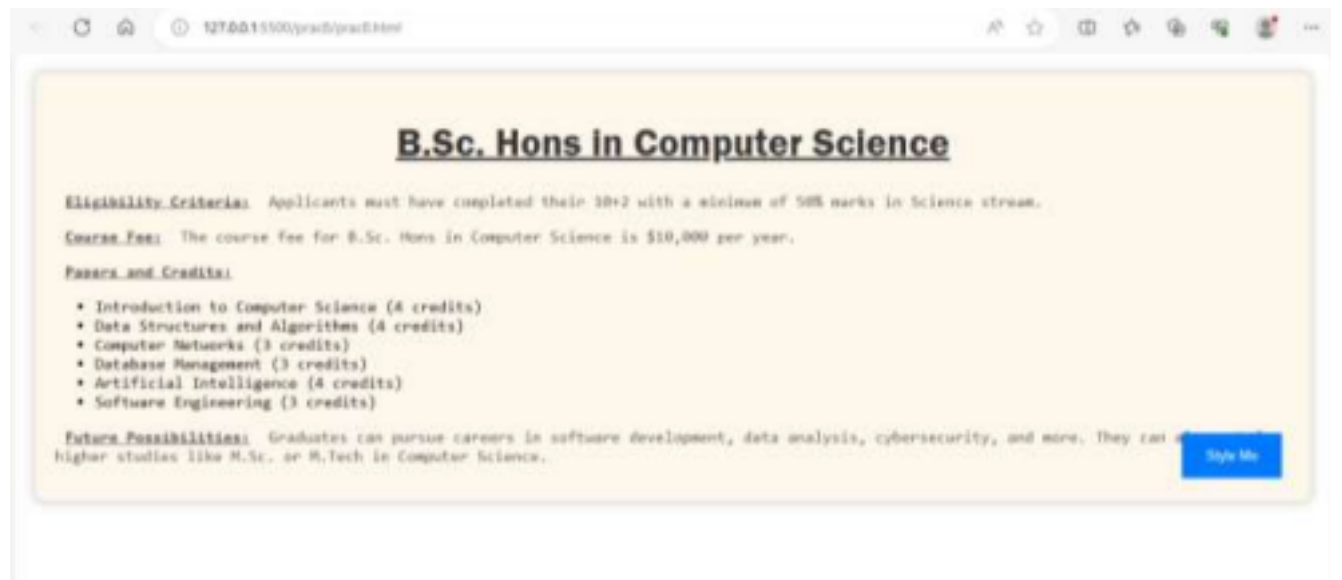 127.0.0.1:5500/prac8/prac8.html
B.Sc. Hons in Computer Science
Eligibility Criteria: Applicants must have completed their 10+2 with a minimum of 50% marks in Science stream.
Course Fee: The course fee for B.Sc. Hons in Computer Science is $10,000 per year.
Papers and Credits:
• Introduction to Computer Science (4 credits)
• Data Structures and Algorithms (4 credits)
• Computer Networks (3 credits)
• Database Management (3 credits)
• Artificial Intelligence (4 credits)
• Software Engineering (3 credits)
Future Possibilities: Graduates can pursue careers in software development, data analysis, cybersecurity, and more. They can
higher studies like M.Sc. or M.Tech in Computer Science.
Style Me